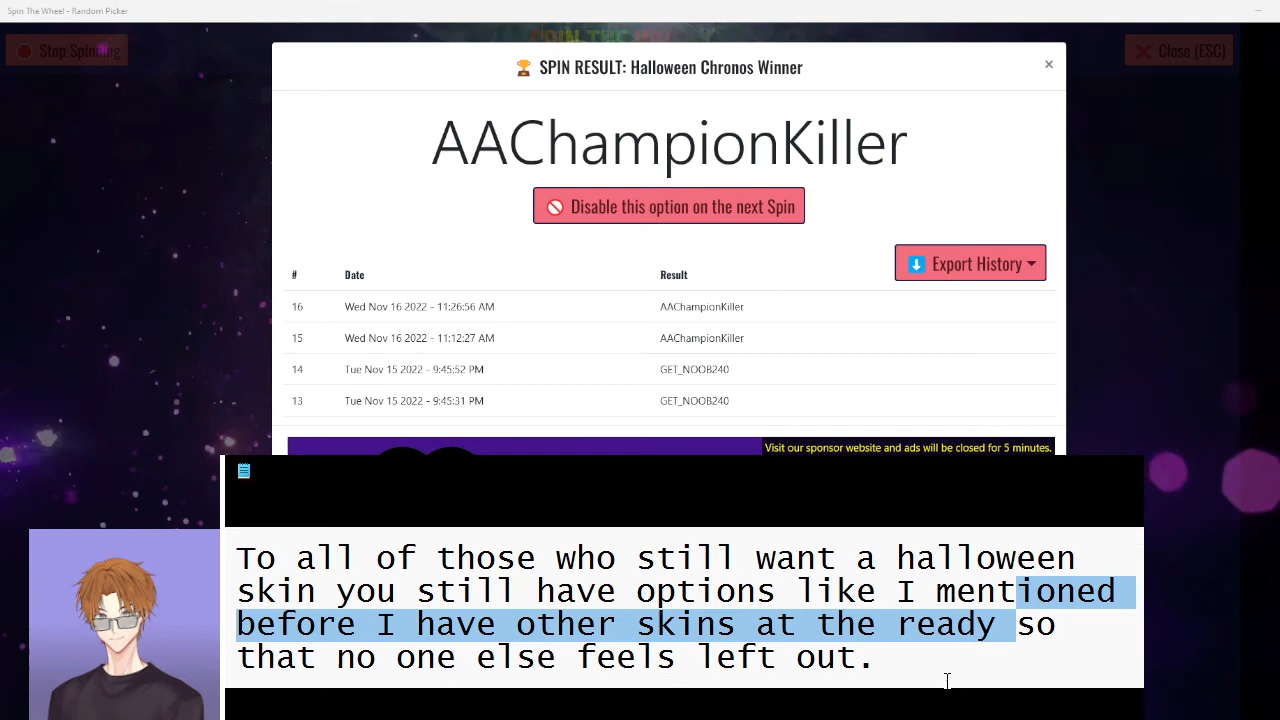 Spin The Wheel - Random Picker
Stop Spinning
Close (ESC)
🏆 SPIN RESULT: Halloween Chronos Winner
×
AAChampionKiller
Disable this option on the next Spin
Export History
# Date Result
16 Wed Nov 16 2022 - 11:26:56 AM AAChampionKiller
15 Wed Nov 16 2022 - 11:12:27 AM AAChampionKiller
14 Tue Nov 15 2022 - 9:45:52 PM GET_NOOB240
13 Tue Nov 15 2022 - 9:45:31 PM GET_NOOB240
Visit our sponsor website and ads will be closed for 5 minutes.
To all of those who still want a halloween
skin you still have options like I mentioned
before I have other skins at the ready so
that no one else feels left out.